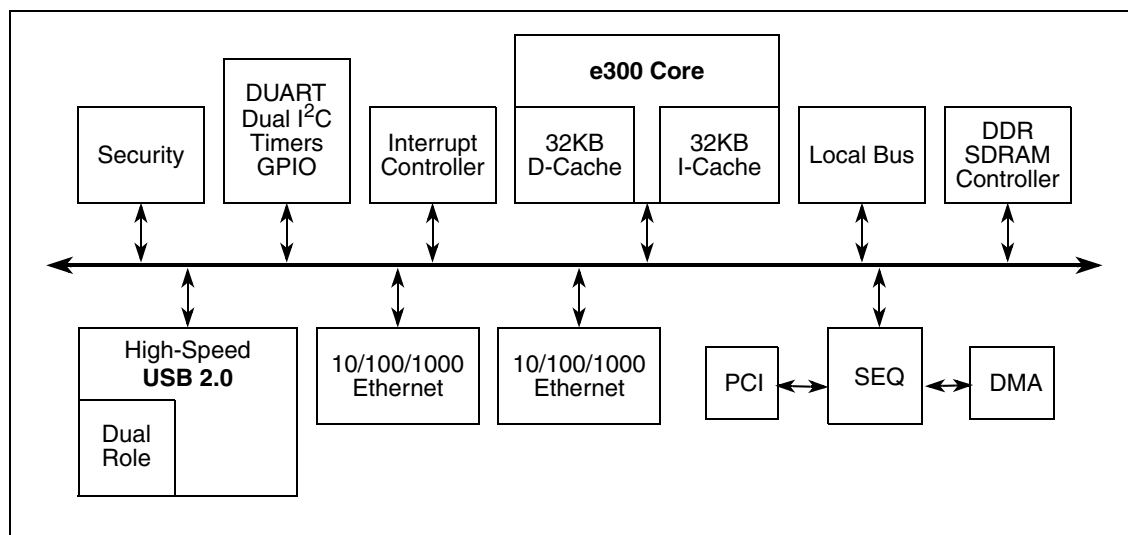 e300 Core
Security
DUART
Dual I²C
Timers
GPIO
Interrupt
Controller
32KB
D-Cache
32KB
I-Cache
Local Bus
DDR
SDRAM
Controller
High-Speed
USB 2.0
Dual
Role
10/100/1000
Ethernet
10/100/1000
Ethernet
PCI
SEQ
DMA